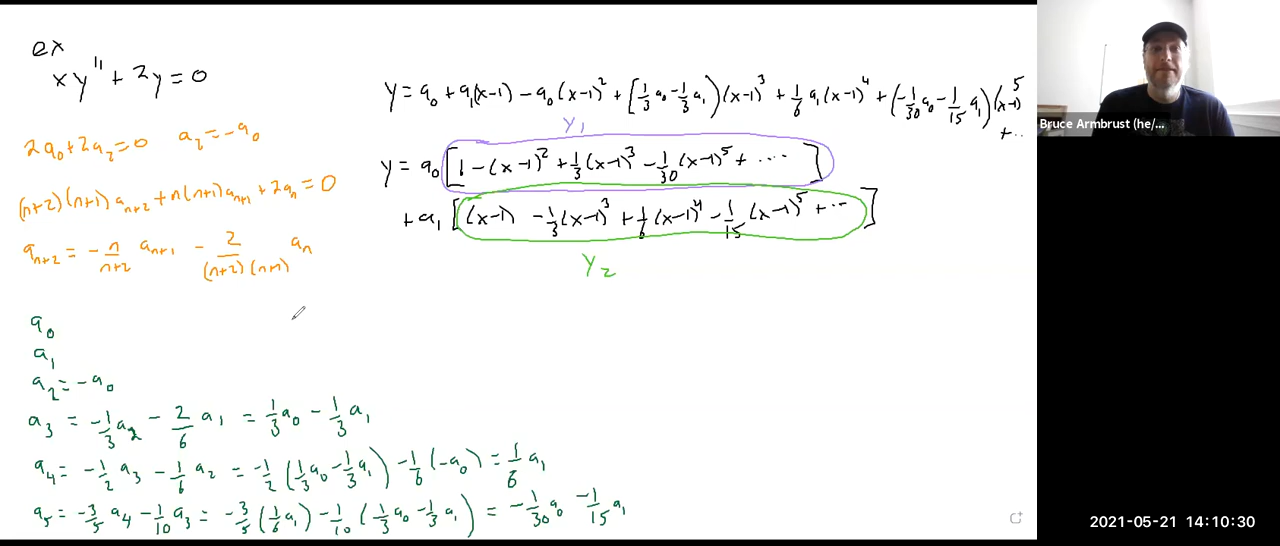 ex
xy'' + 2y = 0
2a₀ + 2a₂ = 0 a₂ = -a₀
(n+2)(n+1) aₙ₊₂ + n(n+1) aₙ₊₁ + 2aₙ = 0
aₙ₊₂ = - n/(n+2) aₙ₊₁ - 2/((n+2)(n+1)) aₙ
a₀
a₁
a₂ = -a₀
a₃ = -1/3 a₂ - 2/6 a₁ = 1/3 a₀ - 1/3 a₁
a₄ = -1/2 a₃ - 1/6 a₂ = -1/2 (1/3 a₀ - 1/3 a₁) - 1/6 (-a₀) = 1/6 a₁
a₅ = -3/5 a₄ - 1/10 a₃ = -3/5 (1/6 a₁) - 1/10 (1/3 a₀ - 1/3 a₁) = -1/30 a₀ -1/15 a₁
y = a₀ + a₁(x-1) - a₀(x-1)² + (1/3 a₀ - 1/3 a₁)(x-1)³ + 1/6 a₁(x-1)⁴ + (-1/30 a₀ - 1/15 a₁)(x-1)⁵
+ ...
Y₁
y = a₀ [1 - (x-1)² + 1/3 (x-1)³ - 1/30 (x-1)⁵ + ....]
+ a₁ [(x-1) - 1/3 (x-1)³ + 1/6 (x-1)⁴ - 1/15 (x-1)⁵ + ...]
Y₂
Bruce Armbrust (he/...
2021-05-21 14:10:30